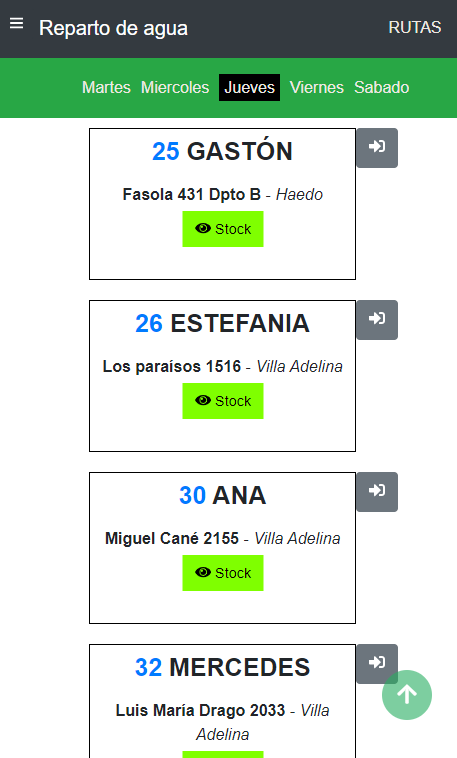 Reparto de agua RUTAS
Martes Miercoles Jueves Viernes Sabado
25 GASTÓN
Fasola 431 Dpto B - Haedo
Stock
26 ESTEFANIA
Los paraísos 1516 - Villa Adelina
Stock
30 ANA
Miguel Cané 2155 - Villa Adelina
Stock
32 MERCEDES
Luis María Drago 2033 - Villa
Adelina